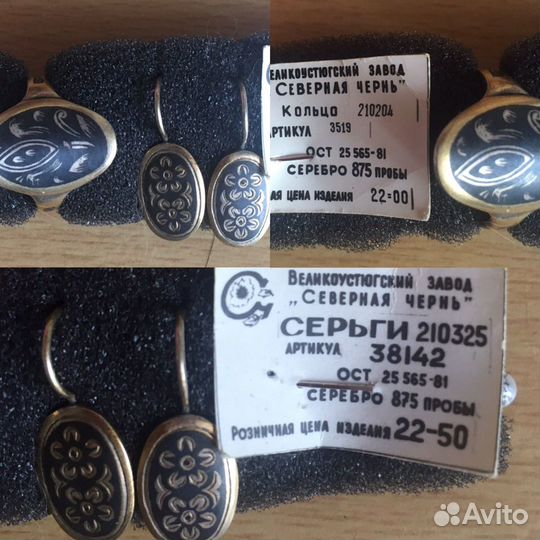 ВЕЛИКОУСТЮГСКИЙ ЗАВОД
"СЕВЕРНАЯ ЧЕРНЬ"
Кольцо 210204
АРТИКУЛ 3519
ОСТ 25 565-81
СЕРЕБРО 875 ПРОБЫ
ЦЕНА ИЗДЕЛИЯ 22=00
ВЕЛИКОУСТЮГСКИЙ ЗАВОД
„СЕВЕРНАЯ ЧЕРНЬ"
СЕРЬГИ 210325
АРТИКУЛ 38142
ОСТ 25 565-81
СЕРЕБРО 875 ПРОБЫ
РОЗНИЧНАЯ ЦЕНА ИЗДЕЛИЯ 22-50
Avito